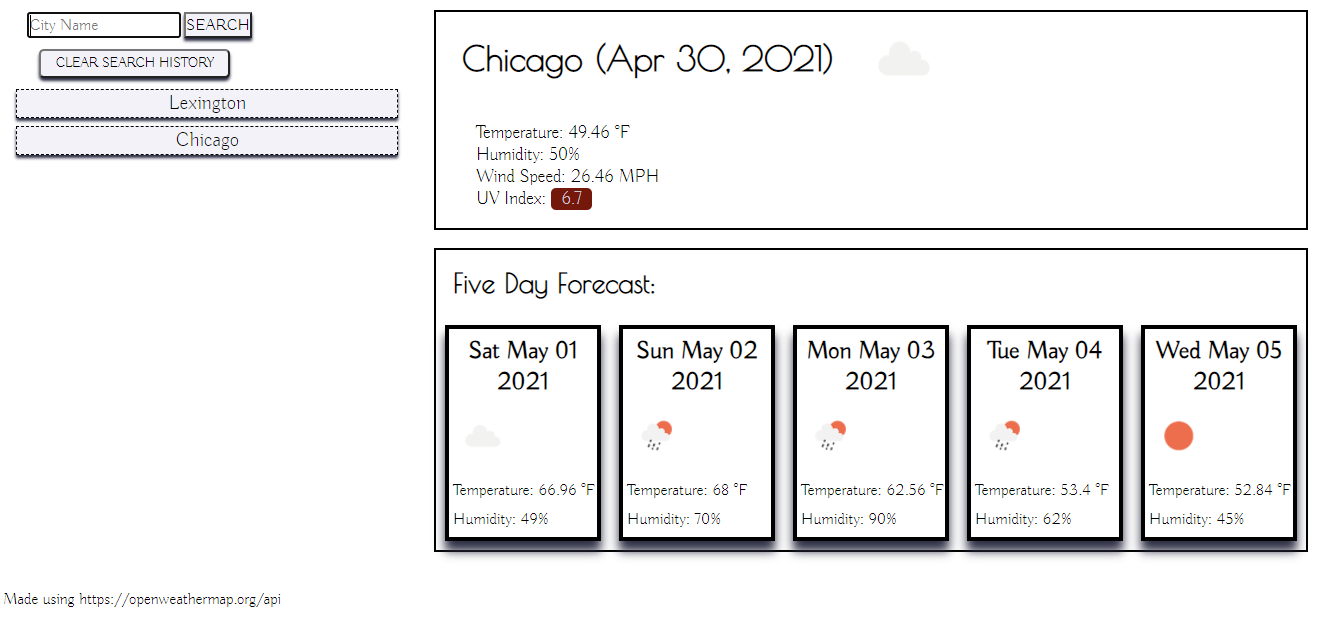 City Name SEARCH
CLEAR SEARCH HISTORY
Lexington
Chicago
Chicago (Apr 30, 2021)
Temperature: 49.46 °F
Humidity: 50%
Wind Speed: 26.46 MPH
UV Index: 6.7
Five Day Forecast:
Sat May 01
2021
Temperature: 66.96 °F
Humidity: 49%
Sun May 02
2021
Temperature: 68 °F
Humidity: 70%
Mon May 03
2021
Temperature: 62.56 °F
Humidity: 90%
Tue May 04
2021
Temperature: 53.4 °F
Humidity: 62%
Wed May 05
2021
Temperature: 52.84 °F
Humidity: 45%
Made using https://openweathermap.org/api